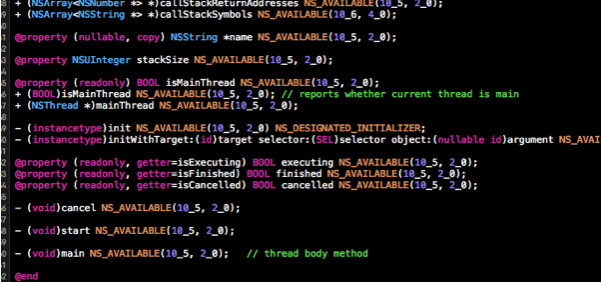 + (NSArray<NSNumber *> *)callStackReturnAddresses NS_AVAILABLE(10_5, 2_0);
+ (NSArray<NSString *> *)callStackSymbols NS_AVAILABLE(10_6, 4_0);
@property (nullable, copy) NSString *name NS_AVAILABLE(10_5, 2_0);
@property NSUInteger stackSize NS_AVAILABLE(10_5, 2_0);
@property (readonly) BOOL isMainThread NS_AVAILABLE(10_5, 2_0);
+ (BOOL)isMainThread NS_AVAILABLE(10_5, 2_0); // reports whether current thread is main
+ (NSThread *)mainThread NS_AVAILABLE(10_5, 2_0);
- (instancetype)init NS_AVAILABLE(10_5, 2_0) NS_DESIGNATED_INITIALIZER;
- (instancetype)initWithTarget:(id)target selector:(SEL)selector object:(nullable id)argument NS_AVAI
@property (readonly, getter=isExecuting) BOOL executing NS_AVAILABLE(10_5, 2_0);
@property (readonly, getter=isFinished) BOOL finished NS_AVAILABLE(10_5, 2_0);
@property (readonly, getter=isCancelled) BOOL cancelled NS_AVAILABLE(10_5, 2_0);
- (void)cancel NS_AVAILABLE(10_5, 2_0);
- (void)start NS_AVAILABLE(10_5, 2_0);
- (void)main NS_AVAILABLE(10_5, 2_0); // thread body method
@end